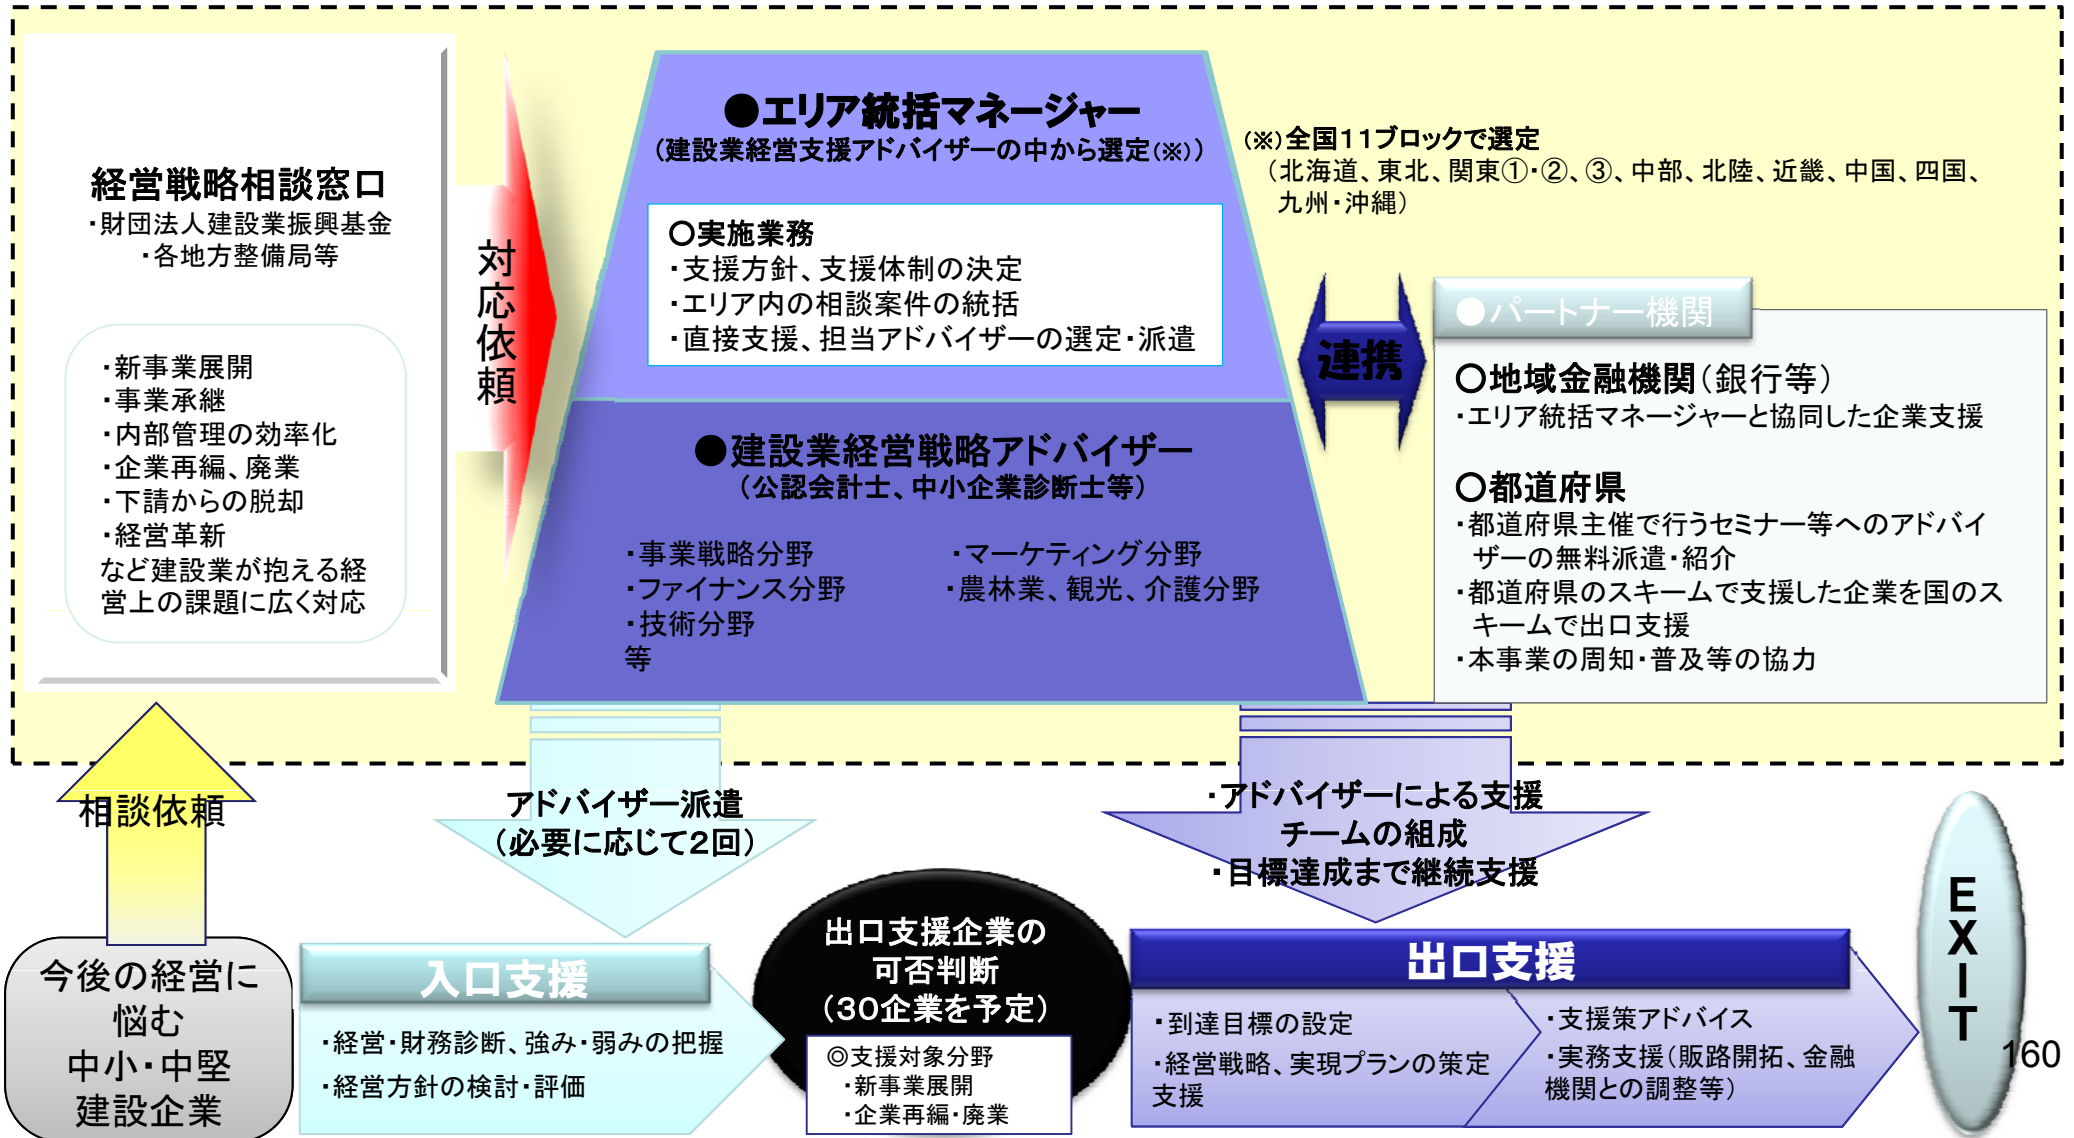 経営戦略相談窓口
・財団法人建設業振興基金
・各地方整備局等
・新事業展開
・事業承継
・内部管理の効率化
・企業再編、廃業
・下請からの脱却
・経営革新
など建設業が抱える経
営上の課題に広く対応
対応依頼
●エリア統括マネージャー
（建設業経営支援アドバイザーの中から選定（※））
○実施業務
・支援方針、支援体制の決定
・エリア内の相談案件の統括
・直接支援、担当アドバイザーの選定・派遣
●建設業経営戦略アドバイザー
（公認会計士、中小企業診断士等）
・事業戦略分野
・ファイナンス分野
・技術分野
等
・マーケティング分野
・農林業、観光、介護分野
（※）全国１１ブロックで選定
（北海道、東北、関東①・②、③、中部、北陸、近畿、中国、四国、
九州・沖縄）
連携
●パートナー機関
○地域金融機関（銀行等）
・エリア統括マネージャーと協同した企業支援
○都道府県
・都道府県主催で行うセミナー等へのアドバイ
ザーの無料派遣・紹介
・都道府県のスキームで支援した企業を国のス
キームで出口支援
・本事業の周知・普及等の協力
相談依頼
アドバイザー派遣
（必要に応じて２回）
・アドバイザーによる支援
チームの組成
・目標達成まで継続支援
今後の経営に
悩む
中小・中堅
建設企業
入口支援
・経営・財務診断、強み・弱みの把握
・経営方針の検討・評価
出口支援企業の
可否判断
（３０企業を予定）
◎支援対象分野
・新事業展開
・企業再編・廃業
出口支援
・到達目標の設定
・経営戦略、実現プランの策定
支援
・支援策アドバイス
・実務支援（販路開拓、金融
機関との調整等）
EXIT
160